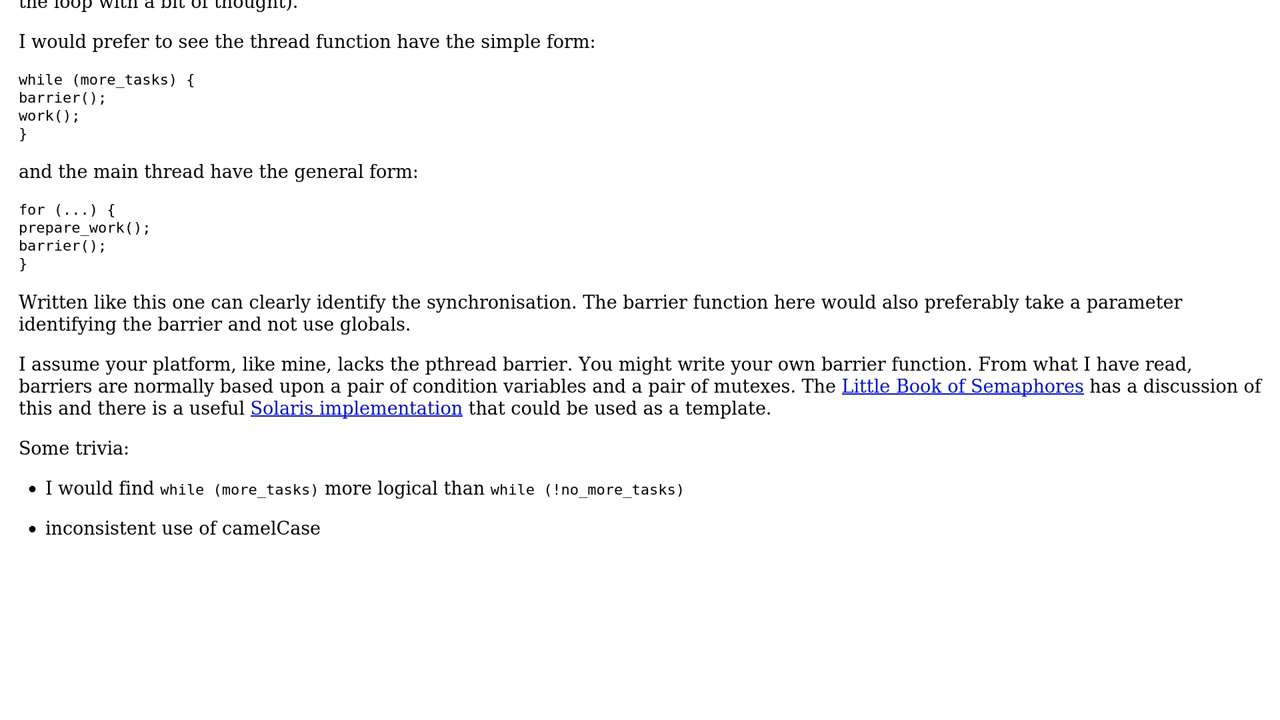 the loop with a bit of thought).
I would prefer to see the thread function have the simple form:
while (more_tasks) {
barrier();
work();
}
and the main thread have the general form:
for (...) {
prepare_work();
barrier();
}
Written like this one can clearly identify the synchronisation. The barrier function here would also preferably take a parameter
identifying the barrier and not use globals.
I assume your platform, like mine, lacks the pthread barrier. You might write your own barrier function. From what I have read,
barriers are normally based upon a pair of condition variables and a pair of mutexes. The Little Book of Semaphores has a discussion of
this and there is a useful Solaris implementation that could be used as a template.
Some trivia:
• I would find while (more_tasks) more logical than while (!no_more_tasks)
• inconsistent use of camelCase